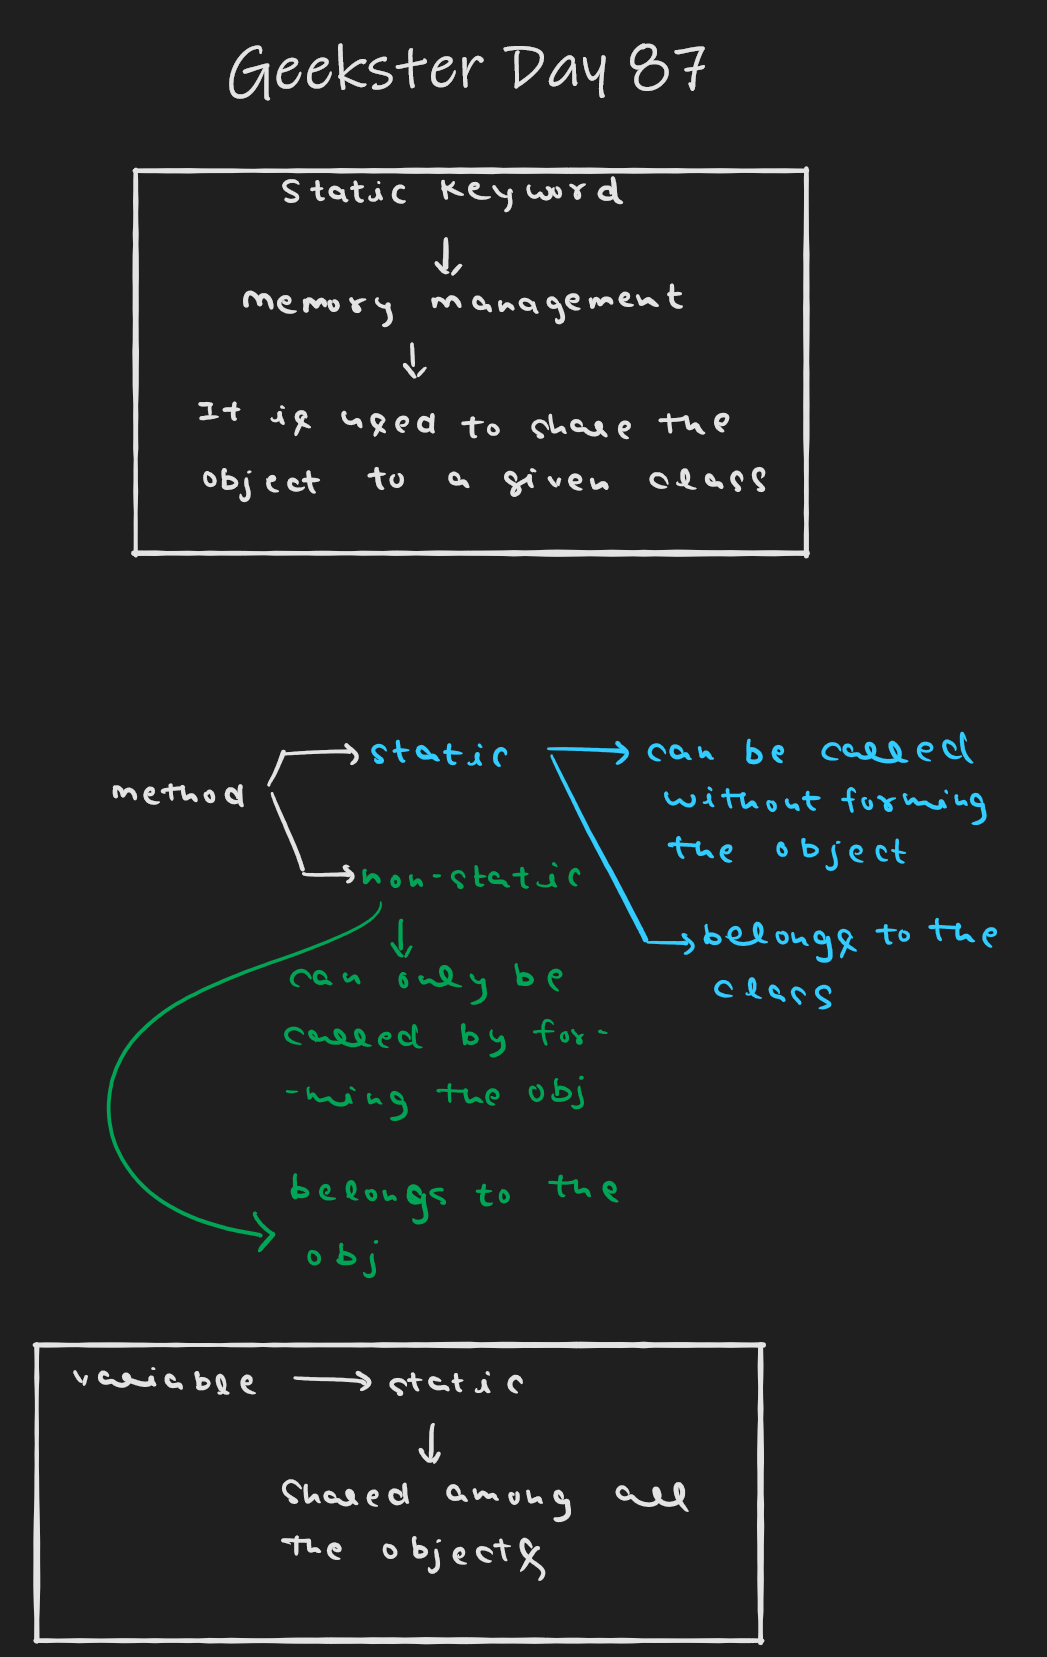 Geekster Day 87
Static Keyword
memory management
It is used to share the
object to a given class
method
static
can be called
without forming
the object
belongs to the
class
non-static
can only be
called by for-
-ming the obj
belongs to the
obj
variable
static
Shared among all
the objects